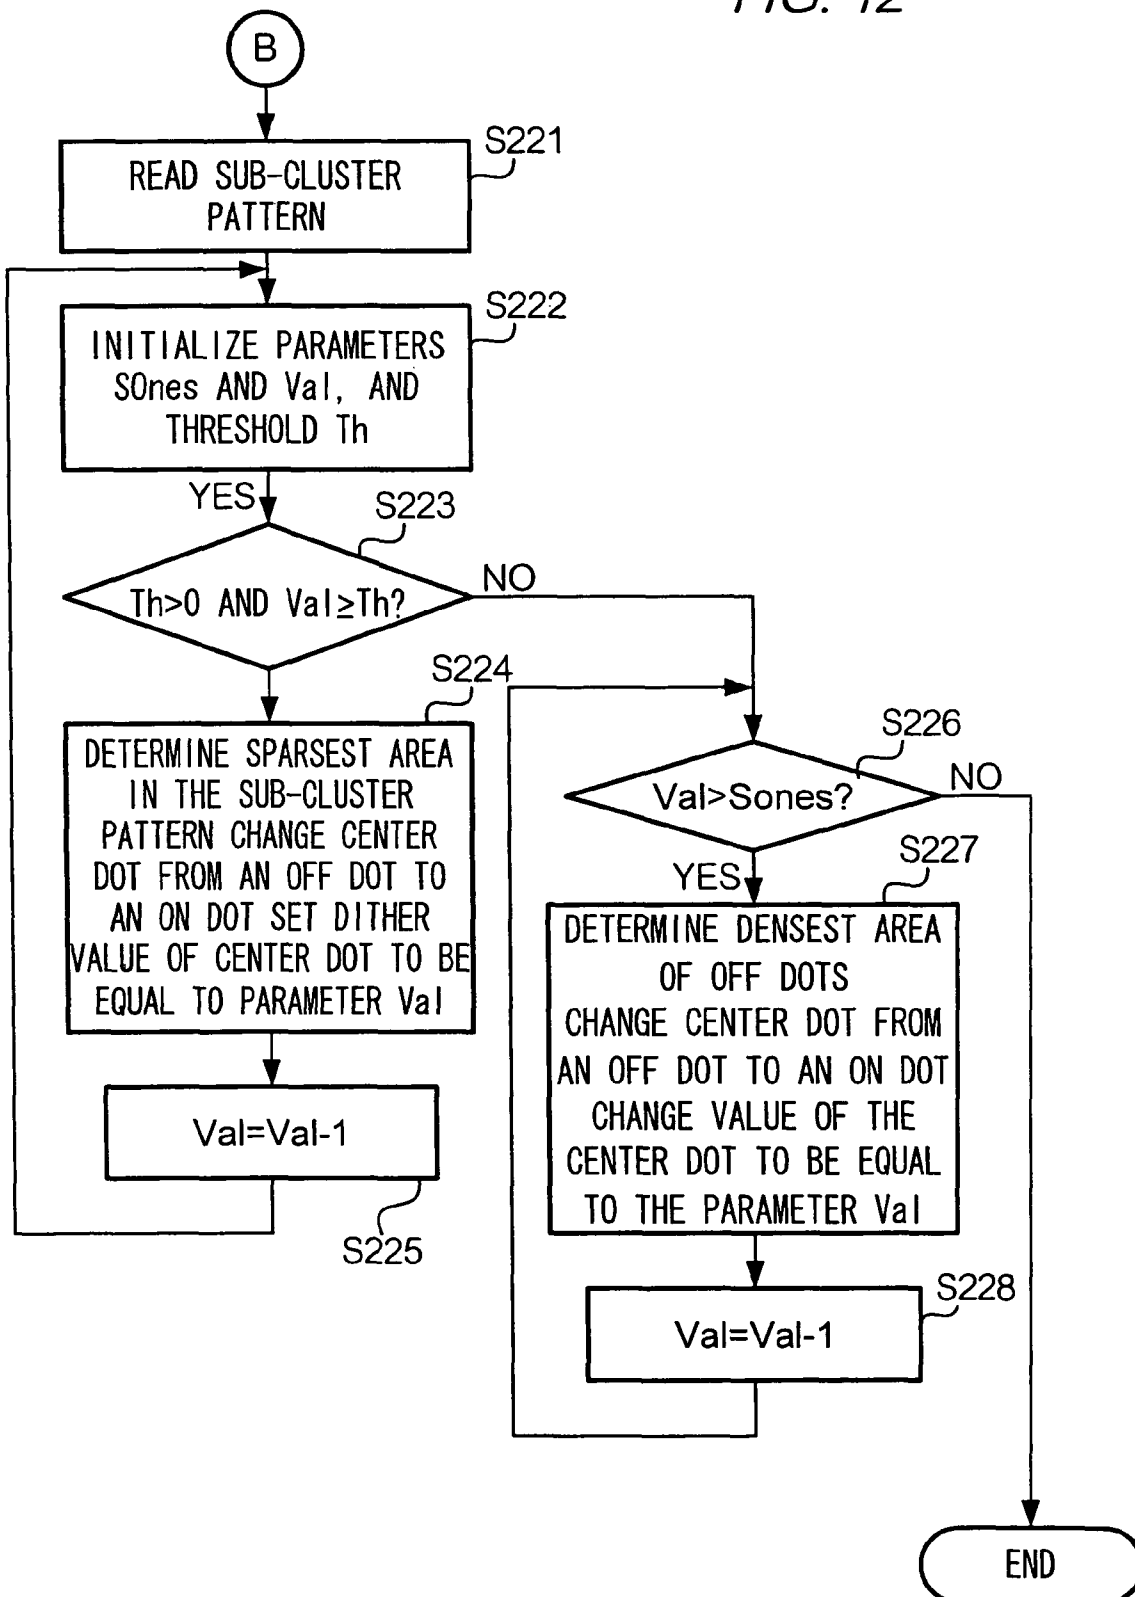 FIG. 12
B
S221
READ SUB-CLUSTER
PATTERN
S222
INITIALIZE PARAMETERS
SOnes AND Val, AND
THRESHOLD Th
YES
S223
Th>0 AND Val≥Th?
NO
S224
DETERMINE SPARSEST AREA
IN THE SUB-CLUSTER
PATTERN CHANGE CENTER
DOT FROM AN OFF DOT TO
AN ON DOT SET DITHER
VALUE OF CENTER DOT TO BE
EQUAL TO PARAMETER Val
Val=Val-1
S225
S226
Val>Sones?
NO
YES
S227
DETERMINE DENSEST AREA
OF OFF DOTS
CHANGE CENTER DOT FROM
AN OFF DOT TO AN ON DOT
CHANGE VALUE OF THE
CENTER DOT TO BE EQUAL
TO THE PARAMETER Val
S228
Val=Val-1
END